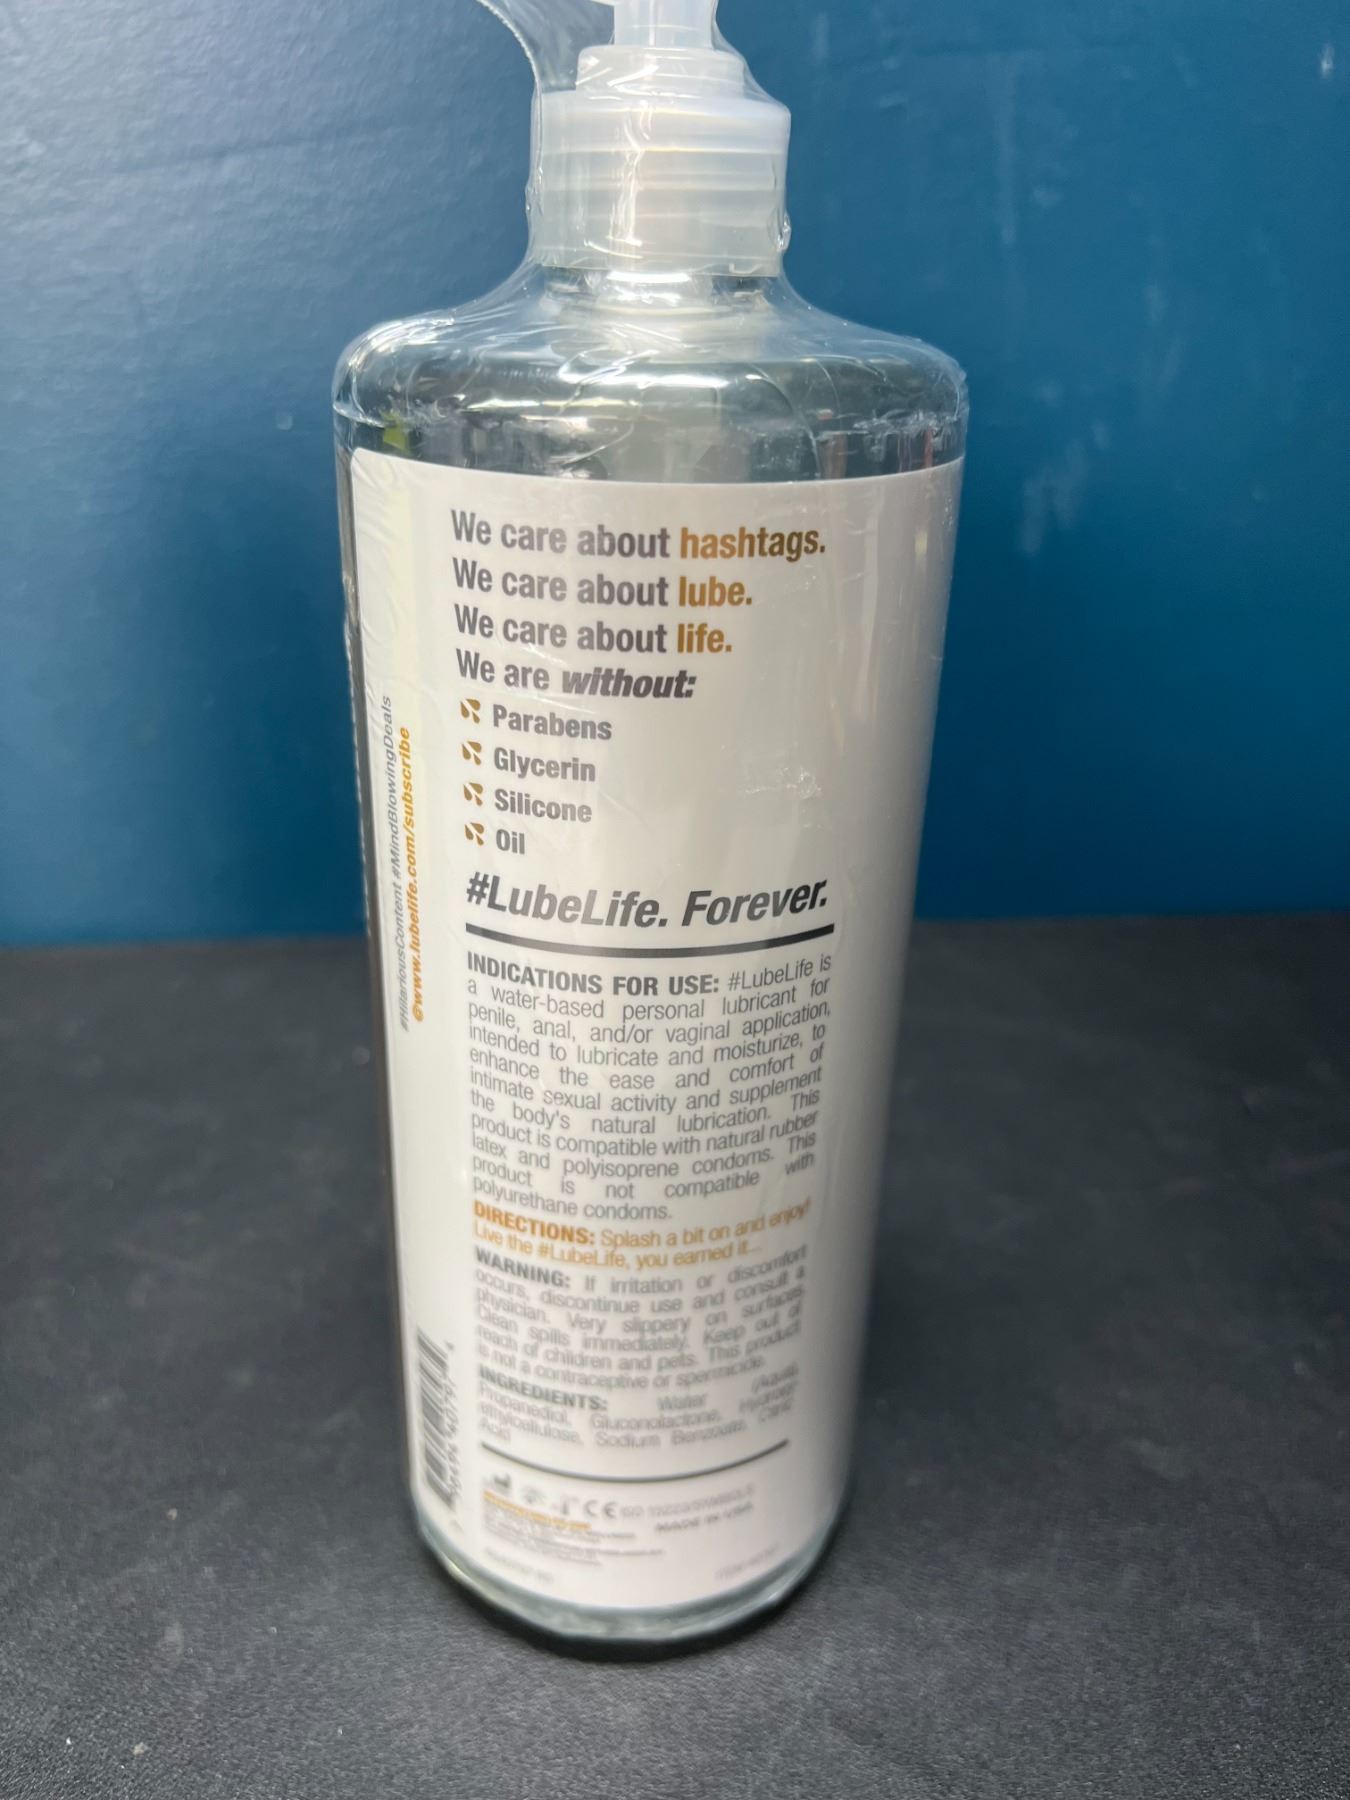 We care about hashtags.
We care about lube.
We care about life.
We are without:
Parabens
Glycerin
Silicone
Oil
#LubeLife. Forever.
INDICATIONS FOR USE: #LubeLife is
a water-based personal lubricant for
penile, anal, and/or vaginal application,
intended to lubricate and moisturize, to
enhance the ease and comfort of
intimate sexual activity and supplement
the body's natural lubrication. This
product is compatible with natural rubber
latex and polyisoprene condoms. This
product is not compatible with
polyurethane condoms.
DIRECTIONS: Splash a bit on and enjoy!
Live the #LubeLife, you earned it...
WARNING: If irritation or discomfort
occurs, discontinue use and consult a
physician. Very slippery on surfaces.
Clean spills immediately. Keep out of
reach of children and pets. This product
is not a contraceptive or spermicide.
INGREDIENTS: Water (Aqua),
Propanediol, Gluconolactone, Hydroxy-
ethylcellulose, Sodium Benzoate, Citric
Acid
CE
MADE IN USA
#HilariousContent #MindBlowingDeals
@www.lubelife.com/subscribe